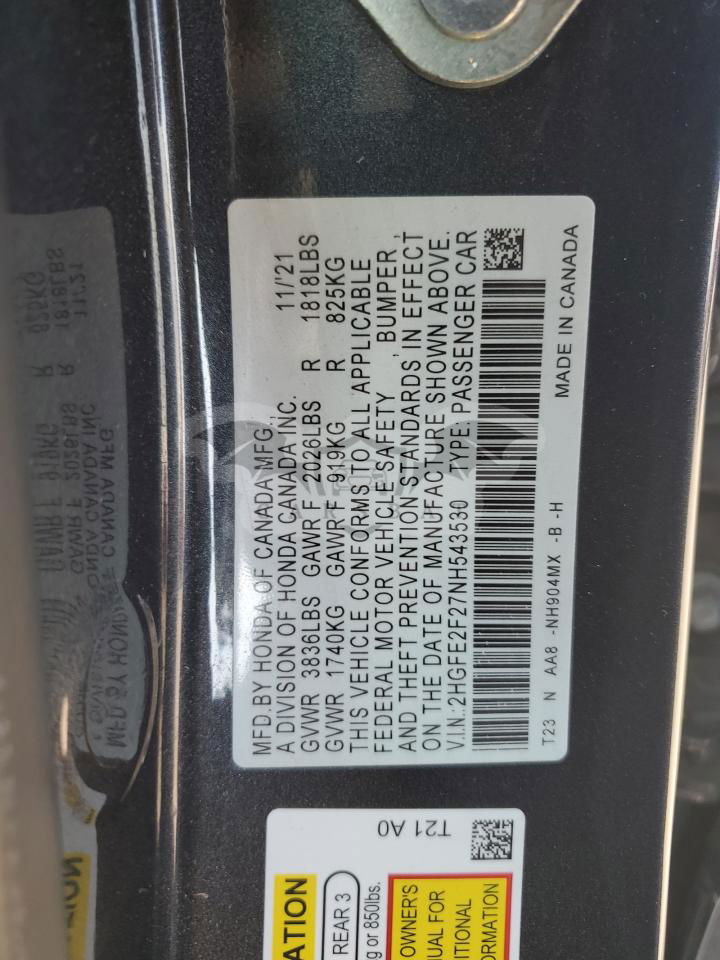 MFD.BY HONDA OF CANADA MFG.,
A DIVISION OF HONDA CANADA INC. 11/'21
GVWR 3836LBS GAWR F 2026LBS R 1818LBS
GVWR 1740KG GAWR F 919KG R 825KG
THIS VEHICLE CONFORMS TO ALL APPLICABLE
FEDERAL MOTOR VEHICLE SAFETY , BUMPER ,
AND THEFT PREVENTION STANDARDS IN EFFECT
ON THE DATE OF MANUFACTURE SHOWN ABOVE.
V.I.N.:2HGFE2F27NH543530 TYPE: PASSENGER CAR
T23 N AA8 -NH904MX -B -H MADE IN CANADA
T21 A0
ATION
REAR 3
g or 850lbs.
OWNER'S
UAL FOR
ITIONAL
ORMATION